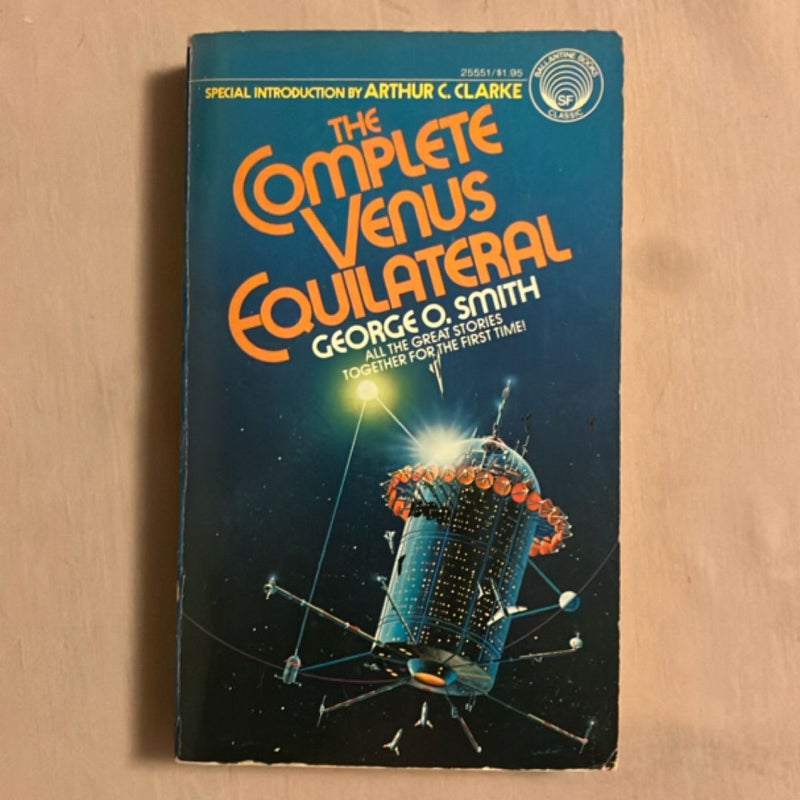 25551/$1.95
SPECIAL INTRODUCTION BY ARTHUR C. CLARKE
BALLANTINE BOOKS
SF
CLASSIC
THE
COMPLETE
VENUS
EQUILATERAL
GEORGE O. SMITH
ALL THE GREAT STORIES
TOGETHER FOR THE FIRST TIME!